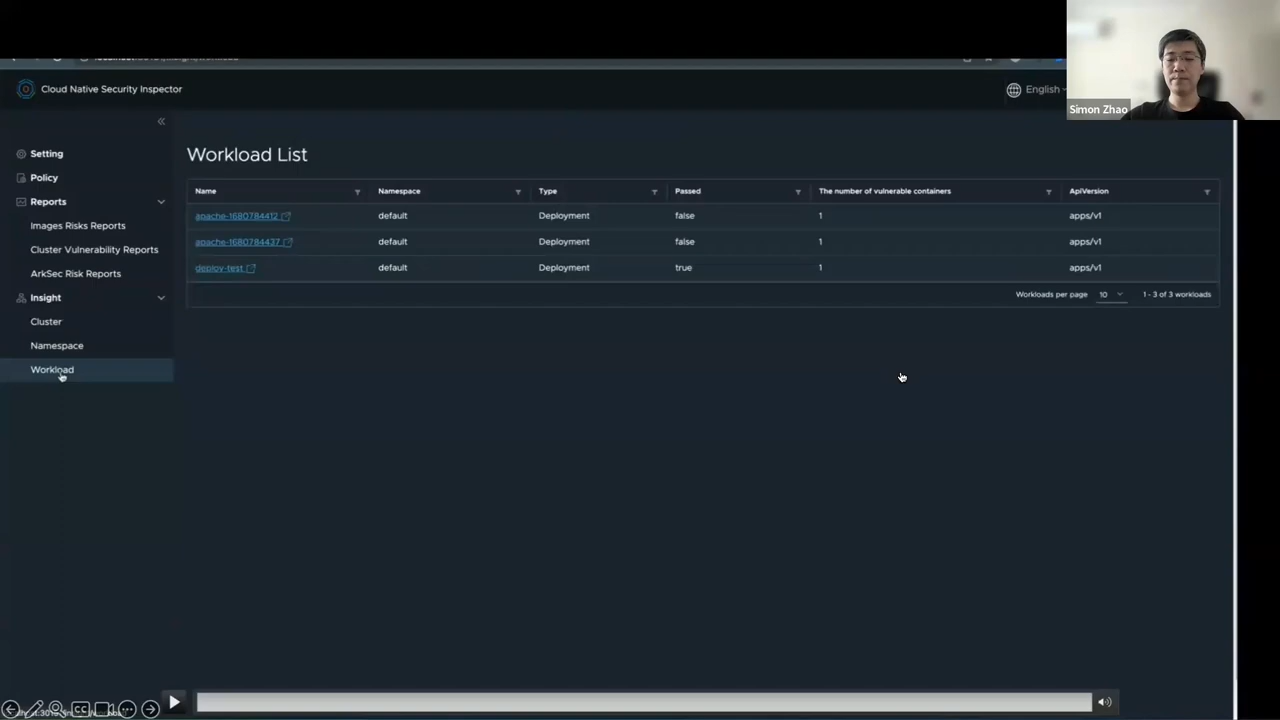 Cloud Native Security Inspector
English
Simon Zhao
Setting
Policy
Reports
Images Risks Reports
Cluster Vulnerability Reports
ArkSec Risk Reports
Insight
Cluster
Namespace
Workload
Workload List
Name Namespace Type Passed The number of vulnerable containers ApiVersion
apache-1680784412 default Deployment false 1 apps/v1
apache-1680784437 default Deployment false 1 apps/v1
deploy-test default Deployment true 1 apps/v1
Workloads per page 10 1 - 3 of 3 workloads